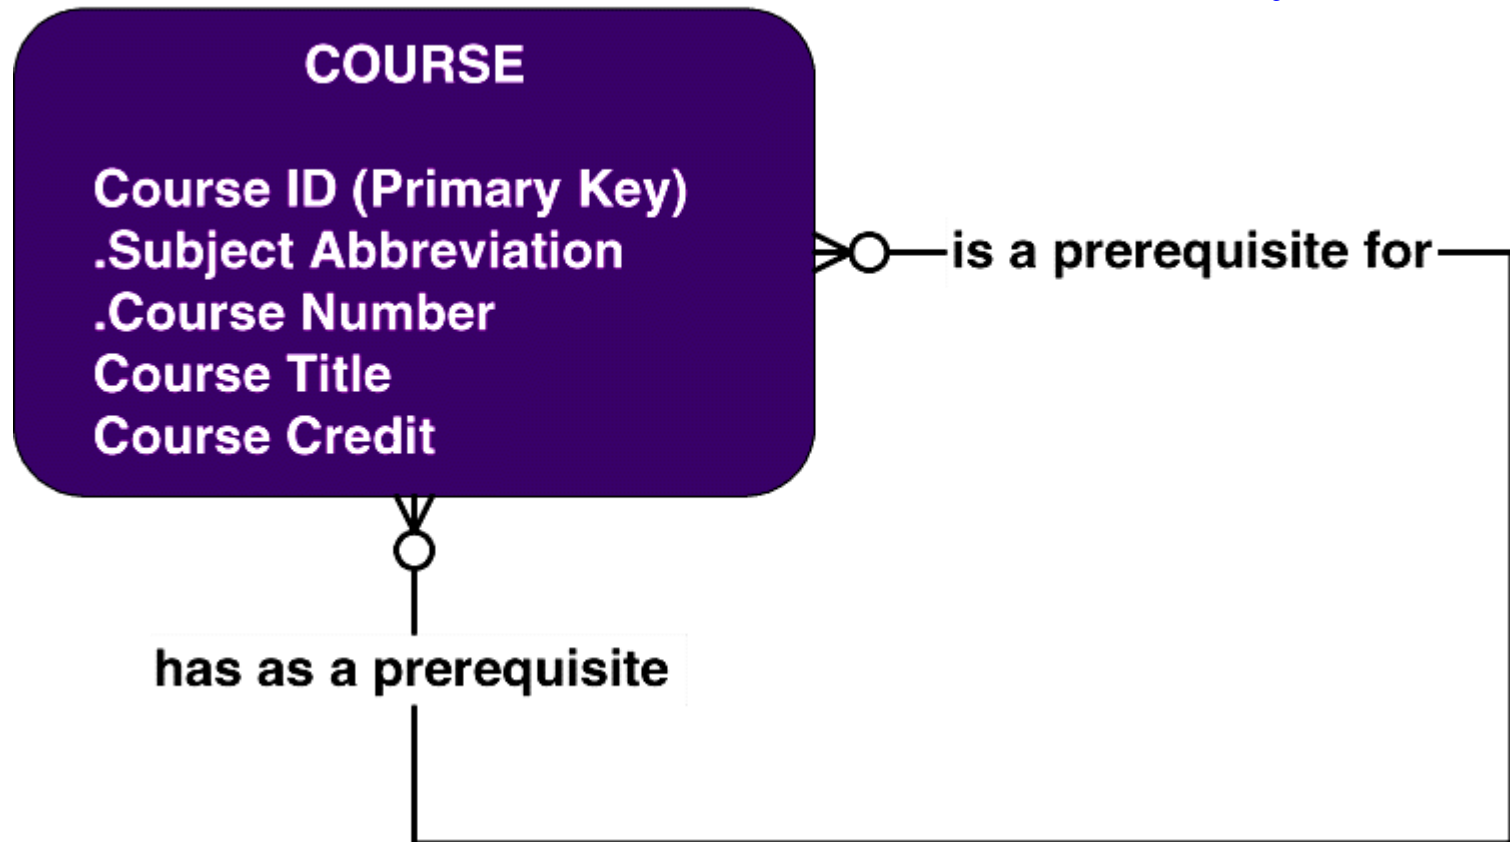 COURSE
Course ID (Primary Key)
.Subject Abbreviation
.Course Number
Course Title
Course Credit
is a prerequisite for
has as a prerequisite